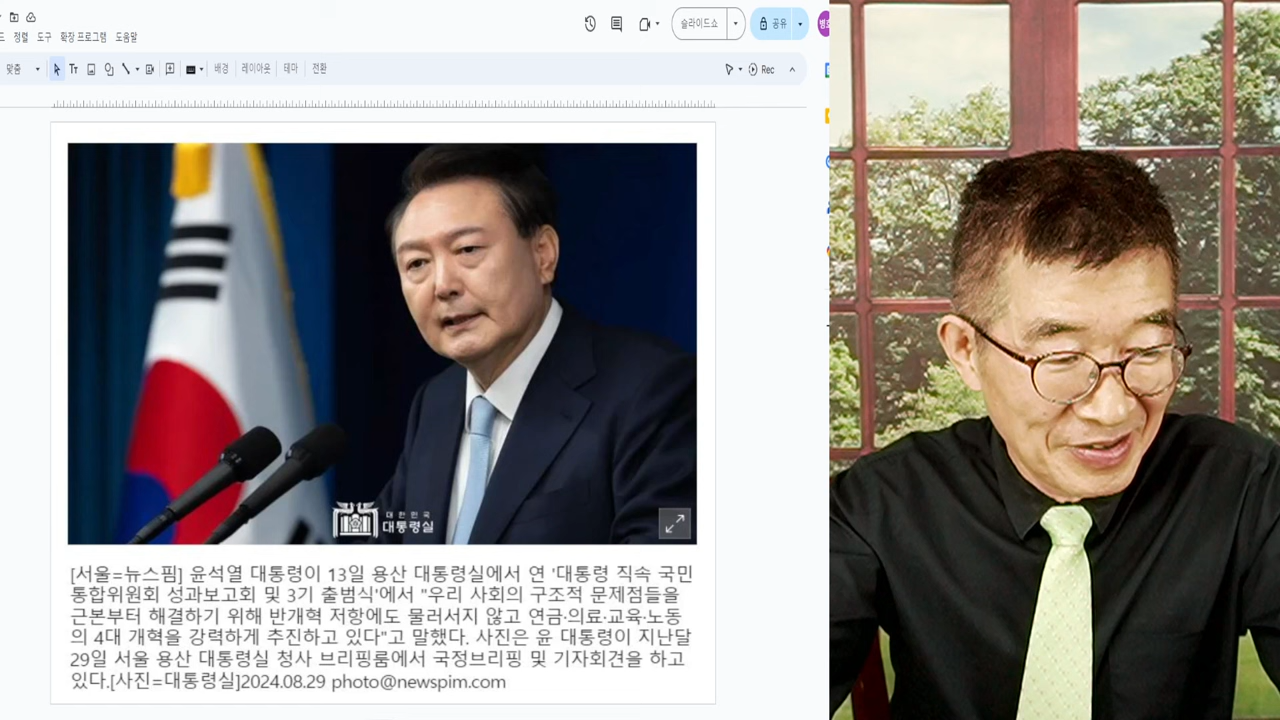 정렬 도구 확장 프로그램 도움말
슬라이드쇼
공유
맞춤
Tт
배경
레이아웃
테마
전환
Rec
대한민국
대통령실
[서울=뉴스핌] 윤석열 대통령이 13일 용산 대통령실에서 연 '대통령 직속 국민
통합위원회 성과보고회 및 3기 출범식'에서 "우리 사회의 구조적 문제점들을
근본부터 해결하기 위해 반개혁 저항에도 물러서지 않고 연금·의료·교육·노동
의 4대 개혁을 강력하게 추진하고 있다"고 말했다. 사진은 윤 대통령이 지난달
29일 서울 용산 대통령실 청사 브리핑룸에서 국정브리핑 및 기자회견을 하고
있다.[사진=대통령실]2024.08.29 photo@newspim.com